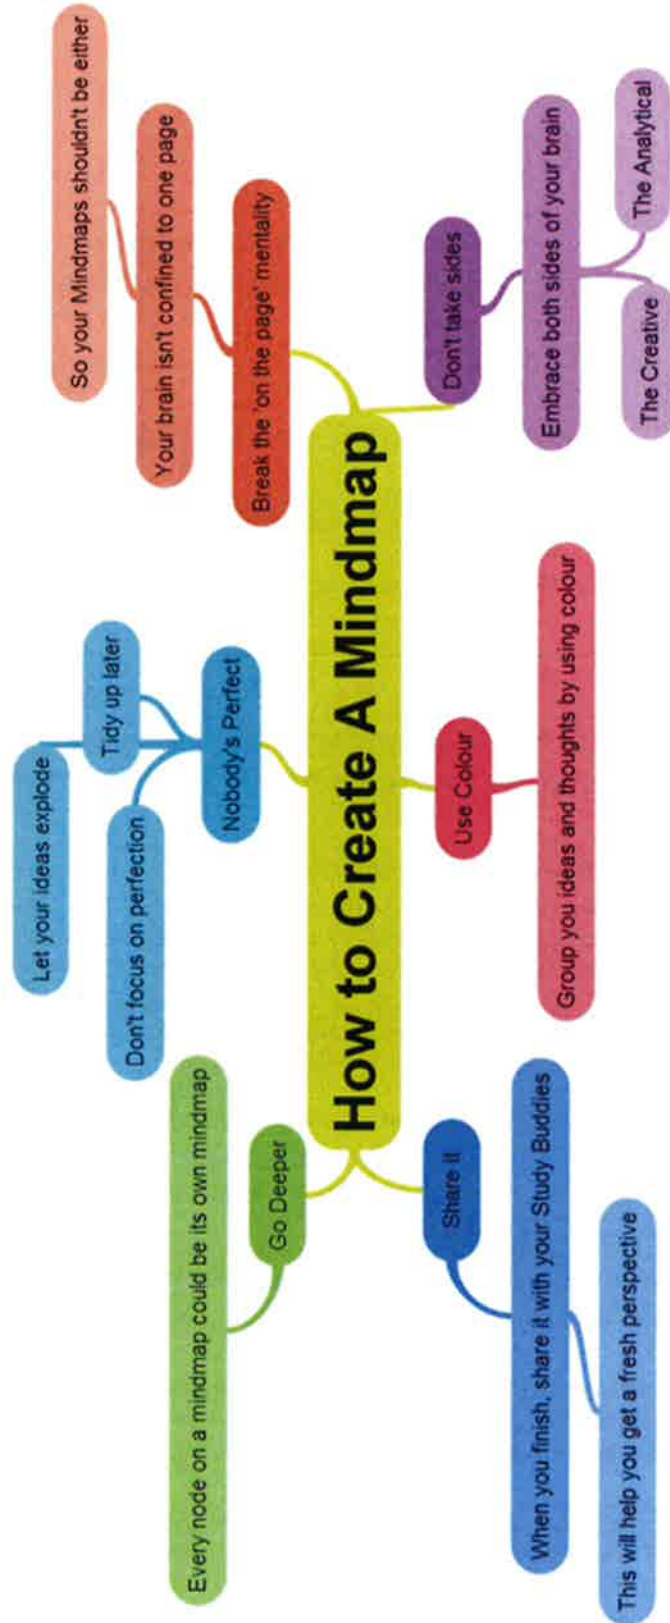 How to Create A Mindmap
Go Deeper
Every node on a mindmap could be its own mindmap
Nobody's Perfect
Don't focus on perfection
Let your ideas explode
Tidy up later
Break the 'on the page' mentality
Your brain isn't confined to one page
So your Mindmaps shouldn't be either
Share it
When you finish, share it with your Study Buddies
This will help you get a fresh perspective
Use Colour
Group you ideas and thoughts by using colour
Don't take sides
Embrace both sides of your brain
The Creative
The Analytical